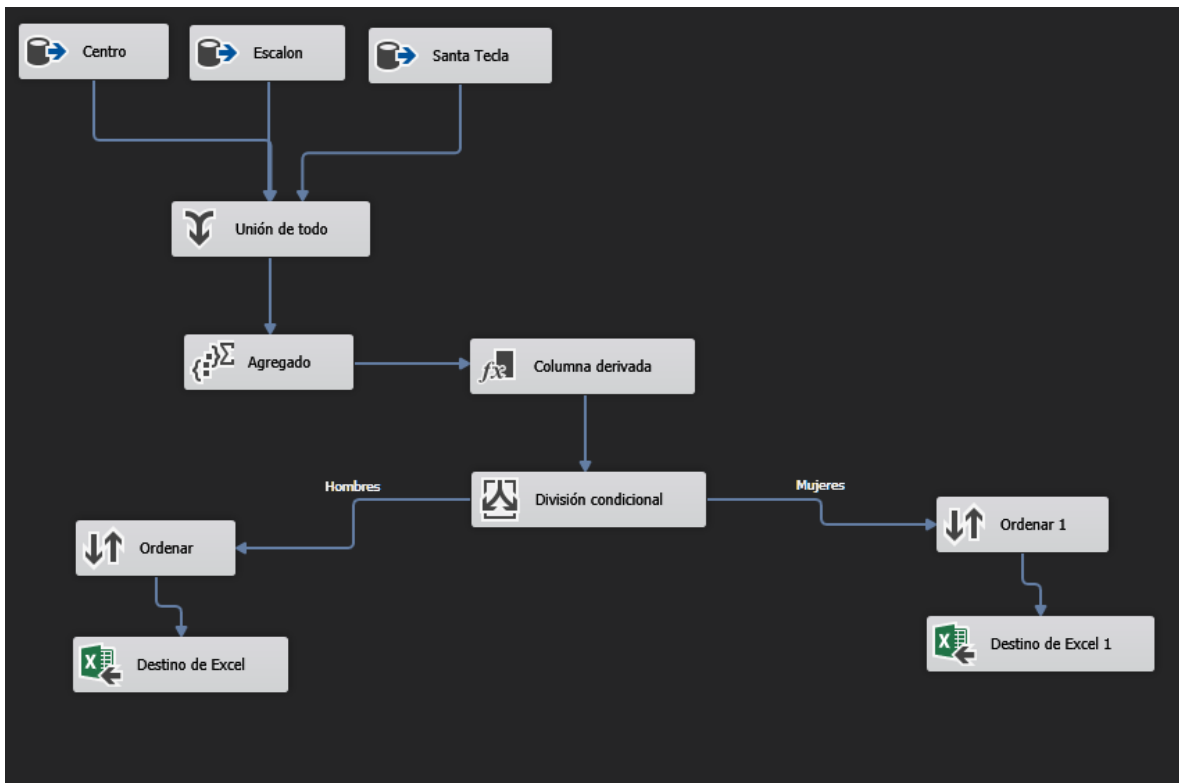 Centro
Escalon
Santa Tecla
Unión de todo
Agregado
Columna derivada
División condicional
Hombres
Mujeres
Ordenar
Ordenar 1
Destino de Excel
Destino de Excel 1